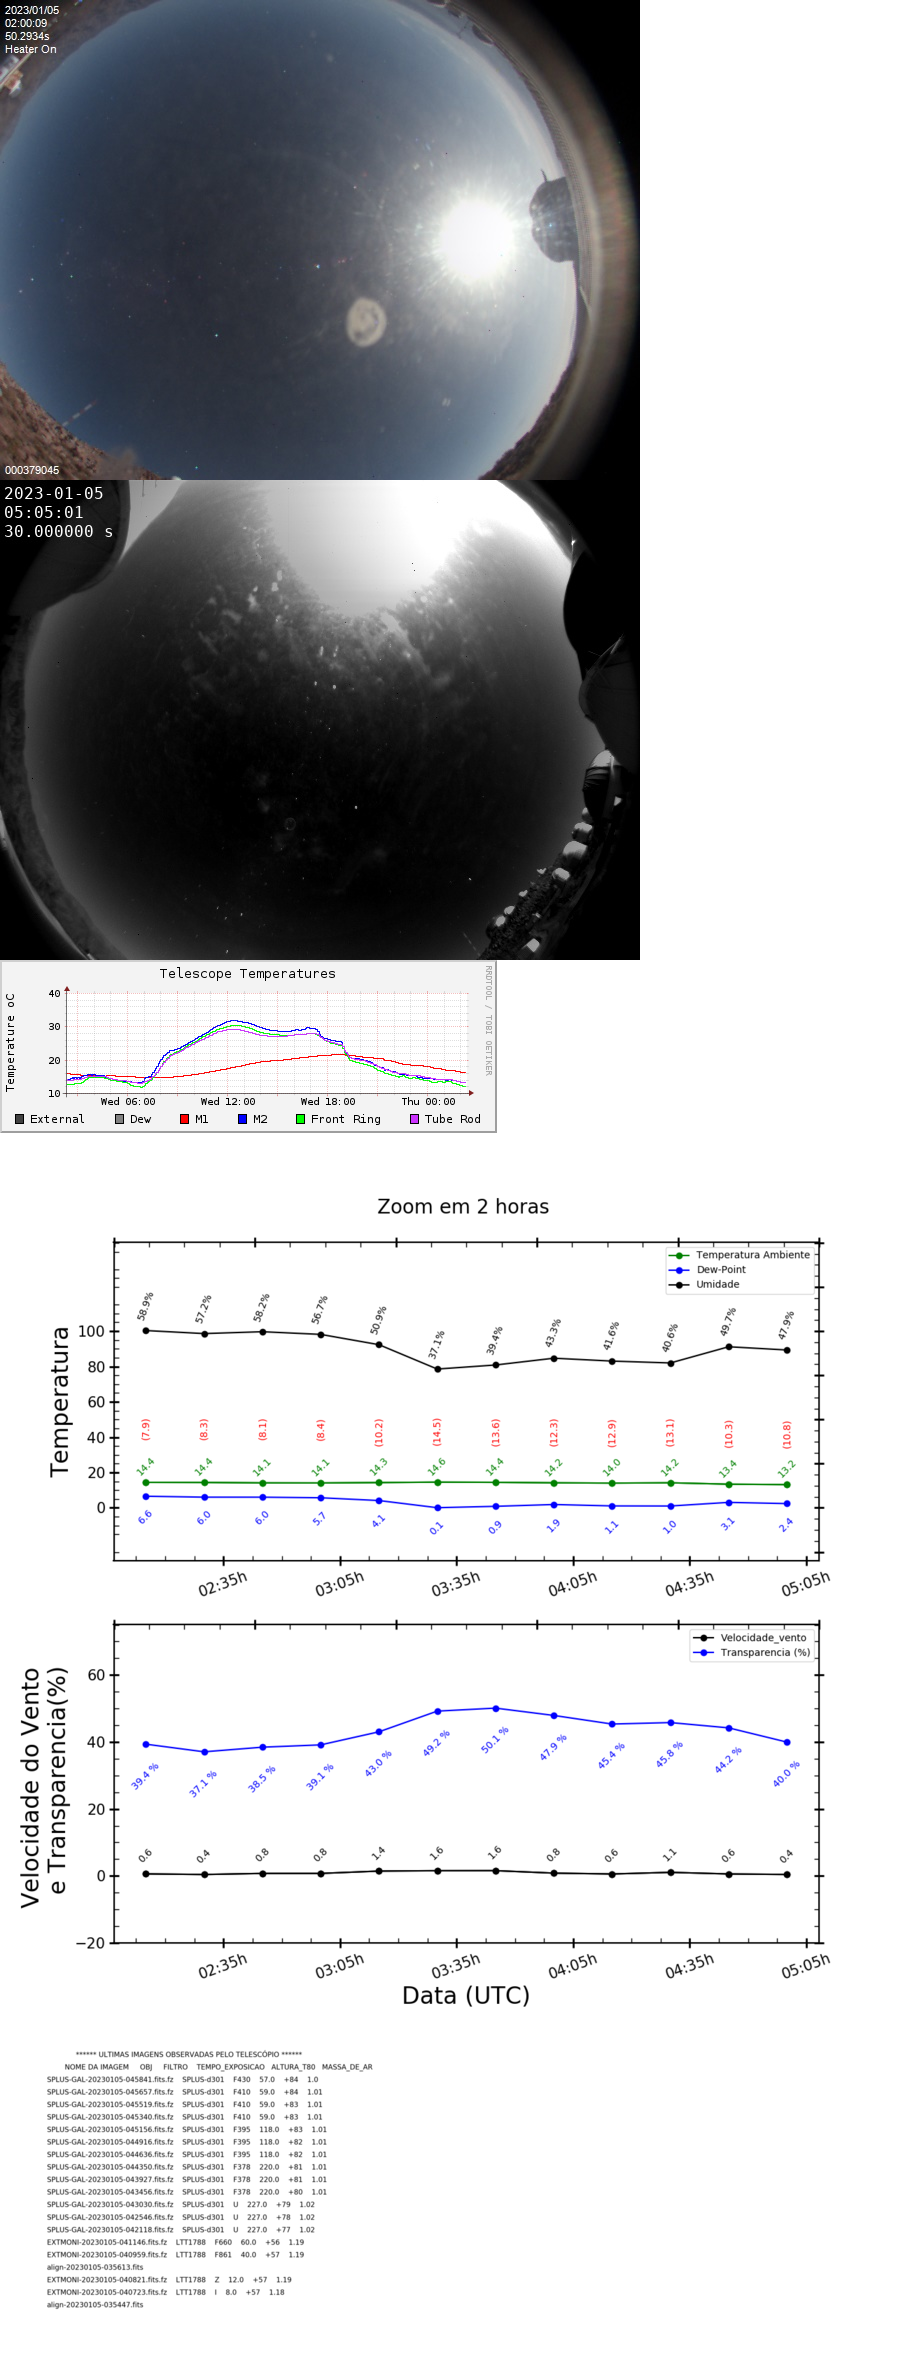 2023/01/05
02:00:09
50.2934s
Heater On
000379045
2023-01-05
05:05:01
30.000000 s
Telescope Temperatures
RRDTOOL / TOBI OETIKER
Temperature oC
40
30
20
10
Wed 06:00 Wed 12:00 Wed 18:00 Thu 00:00
External Dew M1 M2 Front Ring Tube Rod
Zoom em 2 horas
Temperatura Ambiente
Dew-Point
Umidade
Temperatura
100
80
60
40
20
0
58.9% 57.2% 58.2% 56.7% 50.9% 37.1% 39.4% 43.3% 41.6% 40.6% 49.7% 47.9%
(7.9) (8.3) (8.1) (8.4) (10.2) (14.5) (13.6) (12.3) (12.9) (13.1) (10.3) (10.8)
14.4 14.4 14.1 14.1 14.3 14.6 14.4 14.2 14.0 14.2 13.4 13.2
6.6 6.0 6.0 5.7 4.1 0.1 0.9 1.9 1.1 1.0 3.1 2.4
02:35h 03:05h 03:35h 04:05h 04:35h 05:05h
Velocidade_vento
Transparencia (%)
Velocidade do Vento
e Transparencia(%)
60
40
20
0
−20
39.4 % 37.1 % 38.5 % 39.1 % 43.0 % 49.2 % 50.1 % 47.9 % 45.4 % 45.8 % 44.2 % 40.0 %
0.6 0.4 0.8 0.8 1.4 1.6 1.6 0.8 0.6 1.1 0.6 0.4
02:35h 03:05h 03:35h 04:05h 04:35h 05:05h
Data (UTC)
****** ULTIMAS IMAGENS OBSERVADAS PELO TELESCÓPIO ******
NOME DA IMAGEM OBJ FILTRO TEMPO_EXPOSICAO ALTURA_T80 MASSA_DE_AR
SPLUS-GAL-20230105-045841.fits.fz SPLUS-d301 F430 57.0 +84 1.0
SPLUS-GAL-20230105-045657.fits.fz SPLUS-d301 F410 59.0 +84 1.01
SPLUS-GAL-20230105-045519.fits.fz SPLUS-d301 F410 59.0 +83 1.01
SPLUS-GAL-20230105-045340.fits.fz SPLUS-d301 F410 59.0 +83 1.01
SPLUS-GAL-20230105-045156.fits.fz SPLUS-d301 F395 118.0 +83 1.01
SPLUS-GAL-20230105-044916.fits.fz SPLUS-d301 F395 118.0 +82 1.01
SPLUS-GAL-20230105-044636.fits.fz SPLUS-d301 F395 118.0 +82 1.01
SPLUS-GAL-20230105-044350.fits.fz SPLUS-d301 F378 220.0 +81 1.01
SPLUS-GAL-20230105-043927.fits.fz SPLUS-d301 F378 220.0 +81 1.01
SPLUS-GAL-20230105-043456.fits.fz SPLUS-d301 F378 220.0 +80 1.01
SPLUS-GAL-20230105-043030.fits.fz SPLUS-d301 U 227.0 +79 1.02
SPLUS-GAL-20230105-042546.fits.fz SPLUS-d301 U 227.0 +78 1.02
SPLUS-GAL-20230105-042118.fits.fz SPLUS-d301 U 227.0 +77 1.02
EXTMONI-20230105-041146.fits.fz LTT1788 F660 60.0 +56 1.19
EXTMONI-20230105-040959.fits.fz LTT1788 F861 40.0 +57 1.19
align-20230105-035613.fits
EXTMONI-20230105-040821.fits.fz LTT1788 Z 12.0 +57 1.19
EXTMONI-20230105-040723.fits.fz LTT1788 I 8.0 +57 1.18
align-20230105-035447.fits